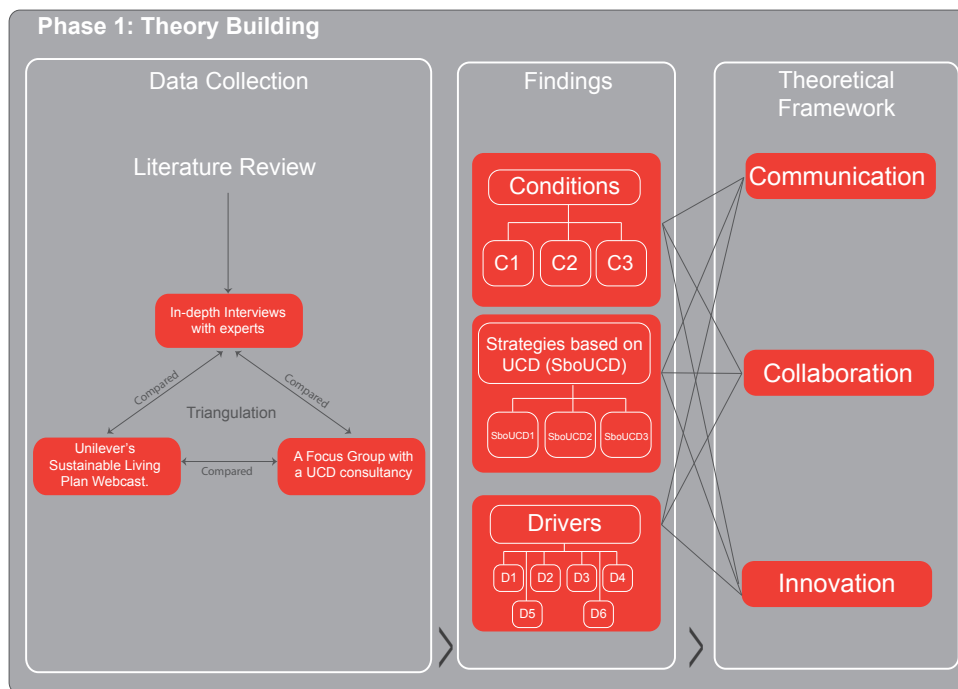 Phase 1: Theory Building
Data Collection
Literature Review
In-depth Interviews
with experts
Compared
Compared
Triangulation
Unilever's
Sustainable Living
Plan Webcast.
Compared
A Focus Group with
a UCD consultancy
Findings
Conditions
C1 C2 C3
Strategies based on
UCD (SboUCD)
SboUCD1 SboUCD2 SboUCD3
Drivers
D1 D2 D3 D4
D5 D6
Theoretical
Framework
Communication
Collaboration
Innovation